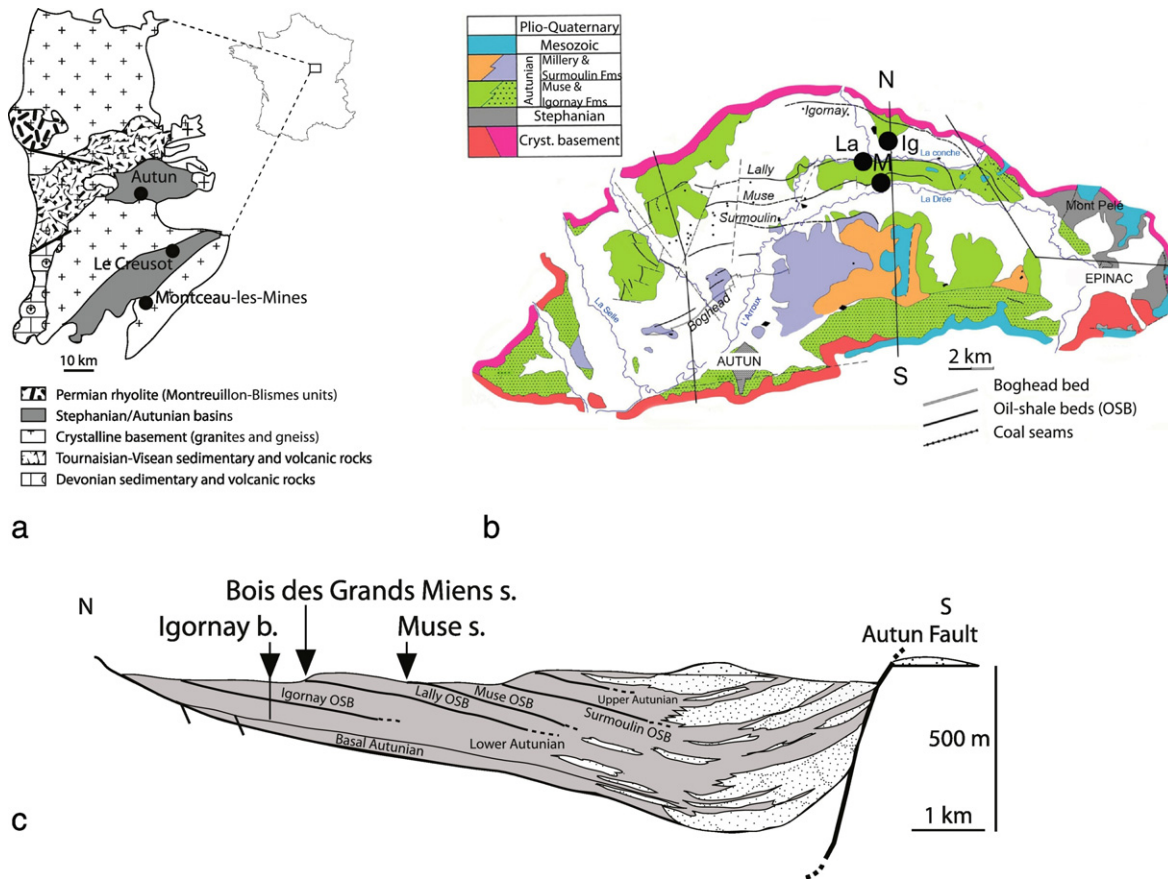 Autun
Le Creusot
Montceau-les-Mines
10 km
Permian rhyolite (Montreuillon-Blismes units)
Stephanian/Autunian basins
Crystalline basement (granites and gneiss)
Tournaisian-Visean sedimentary and volcanic rocks
Devonian sedimentary and volcanic rocks
a
Plio-Quaternary
Mesozoic
Autunian
Millery &
Surmoulin Fms
Muse &
Igornay Fms
Stephanian
Cryst. basement
N
Igornay
La
Ig
M
La conche
Lally
Muse
La Drée
Surmoulin
Mont Pelé
EPINAC
La Selle
Boghead
L'Arroux
AUTUN
S
2 km
Boghead bed
Oil-shale beds (OSB)
Coal seams
b
Bois des Grands Miens s.
N
S
Igornay b.
Muse s.
Autun Fault
Igornay OSB
Lally OSB
Muse OSB
Upper Autunian
Surmoulin OSB
Basal Autunian
Lower Autunian
500 m
1 km
c